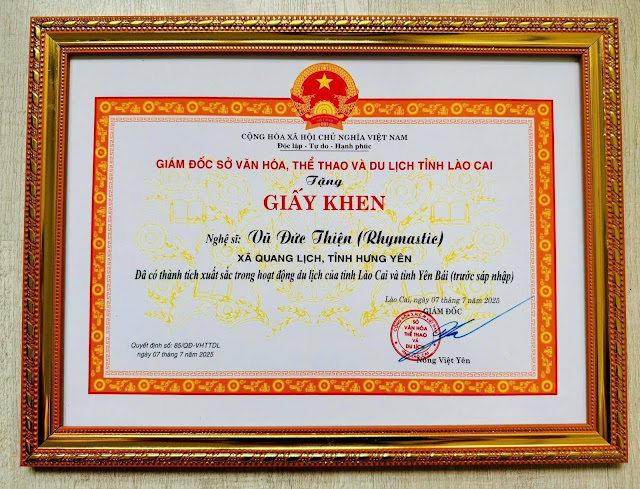 CỘNG HÒA XÃ HỘI CHỦ NGHĨA VIỆT NAM
Độc lập - Tự do - Hạnh phúc
GIÁM ĐỐC SỞ VĂN HÓA, THỂ THAO VÀ DU LỊCH TỈNH LÀO CAI
Tặng
GIẤY KHEN
Nghệ sĩ: Vũ Đức Thiện (Rhymastic)
XÃ QUANG LỊCH, TỈNH HƯNG YÊN
Đã có thành tích xuất sắc trong hoạt động du lịch của tỉnh Lào Cai và tỉnh Yên Bái (trước sáp nhập)
Lào Cai, ngày 07 tháng 7 năm 2025
GIÁM ĐỐC
SỞ
VĂN HÓA
THỂ THAO
VÀ
DU LỊCH
Nông Việt Yên
Quyết định số: 85/QĐ-VHTTDL
ngày 07 tháng 7 năm 2025